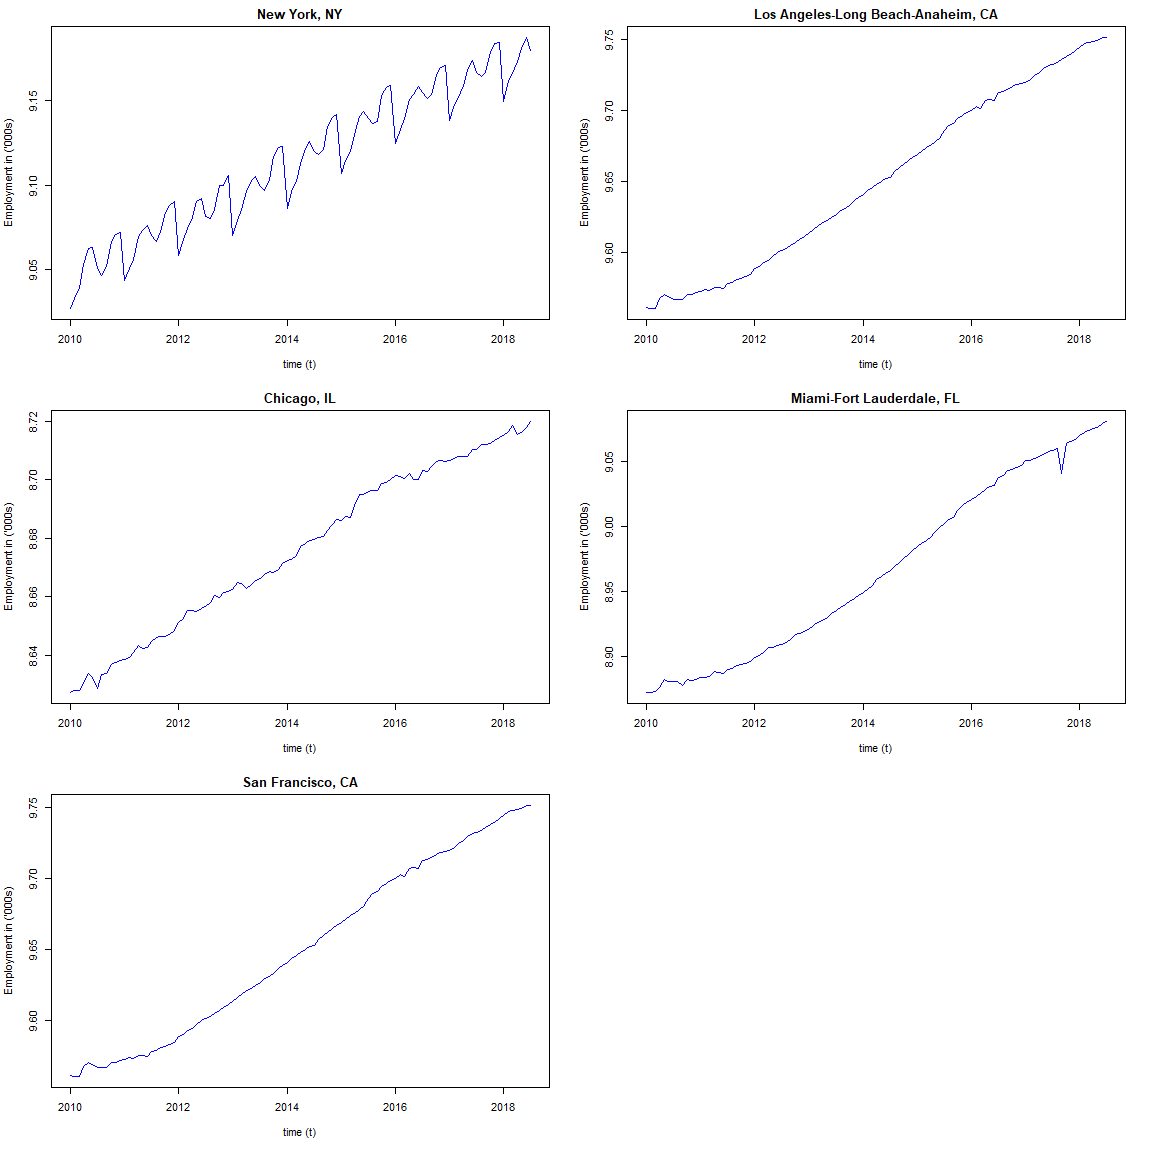 New York, NY
Employment in ('000s)
9.15
9.10
9.05
2010 2012 2014 2016 2018
time (t)
Los Angeles-Long Beach-Anaheim, CA
Employment in ('000s)
9.75
9.70
9.65
9.60
2010 2012 2014 2016 2018
time (t)
Chicago, IL
Employment in ('000s)
8.72
8.70
8.68
8.66
8.64
2010 2012 2014 2016 2018
time (t)
Miami-Fort Lauderdale, FL
Employment in ('000s)
9.05
9.00
8.95
8.90
2010 2012 2014 2016 2018
time (t)
San Francisco, CA
Employment in ('000s)
9.75
9.70
9.65
9.60
2010 2012 2014 2016 2018
time (t)